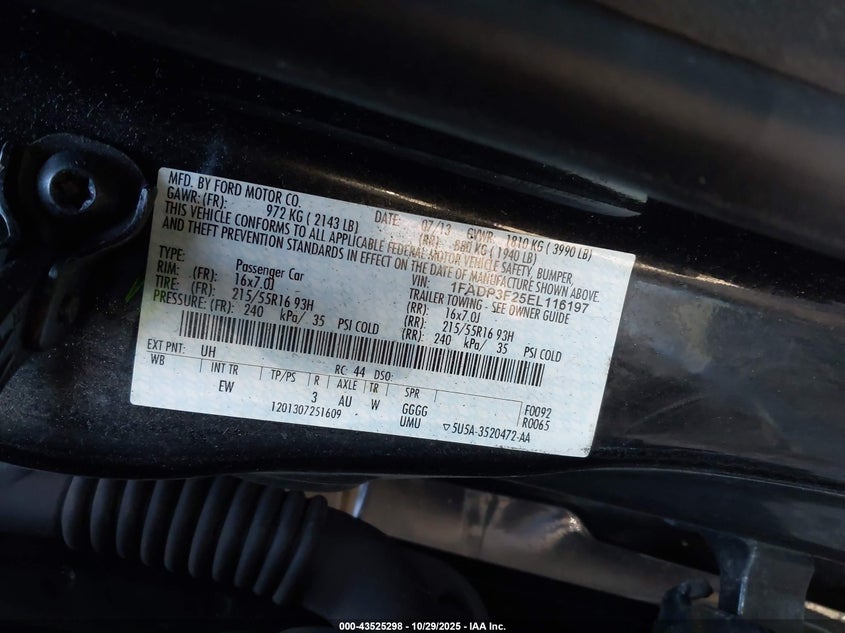 MFD. BY FORD MOTOR CO.
DATE: 07/13 GVWR: 1810 KG ( 3990 LB)
GAWR: (FR): 972 KG ( 2143 LB) (RR): 880 KG ( 1940 LB)
THIS VEHICLE CONFORMS TO ALL APPLICABLE FEDERAL MOTOR VEHICLE SAFETY, BUMPER,
AND THEFT PREVENTION STANDARDS IN EFFECT ON THE DATE OF MANUFACTURE SHOWN ABOVE.
VIN: 1FADP3F25EL116197
TYPE: Passenger Car TRAILER TOWING - SEE OWNER GUIDE
RIM: (FR): 16x7.0J (RR): 16x7.0J
TIRE: (FR): 215/55R16 93H (RR): 215/55R16 93H
PRESSURE: (FR): 240 kPa/ 35 PSI COLD (RR): 240 kPa/ 35 PSI COLD
EXT PNT: UH RC: 44 DSO:
WB INT TR TP/PS R AXLE TR SPR
EW 3 AU W GGGG F0092
UMU R0065
1201307251609 ▽5U5A-3520472-AA
000-43525298 - 10/29/2025 - IAA Inc.